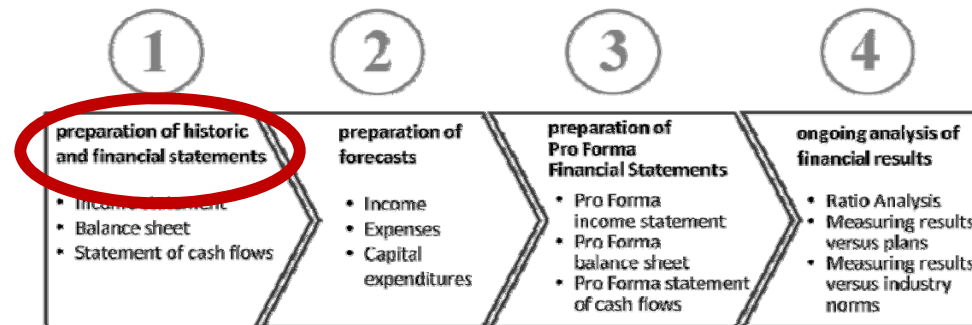 1
2
3
4
preparation of historic
and financial statements
• Income statement
• Balance sheet
• Statement of cash flows
preparation of
forecasts
• Income
• Expenses
• Capital
expenditures
preparation of
Pro Forma
Financial Statements
• Pro Forma
income statement
• Pro Forma
balance sheet
• Pro Forma statement
of cash flows
ongoing analysis of
financial results
• Ratio Analysis
• Measuring results
versus plans
• Measuring results
versus industry
norms